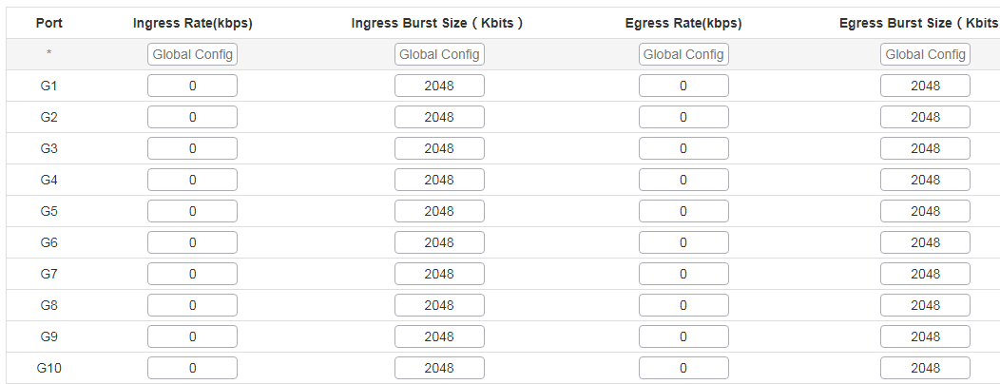 Port Ingress Rate(kbps) Ingress Burst Size ( Kbits ) Egress Rate(kbps) Egress Burst Size ( Kbits
* Global Config Global Config Global Config Global Config
G1 0 2048 0 2048
G2 0 2048 0 2048
G3 0 2048 0 2048
G4 0 2048 0 2048
G5 0 2048 0 2048
G6 0 2048 0 2048
G7 0 2048 0 2048
G8 0 2048 0 2048
G9 0 2048 0 2048
G10 0 2048 0 2048